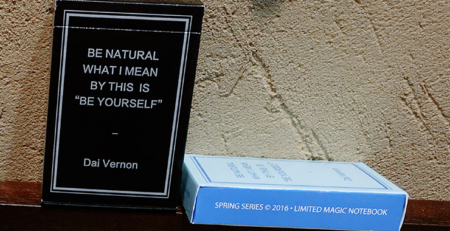 BE NATURAL
WHAT I MEAN
BY THIS IS
"BE YOURSELF"
–
Dai Vernon
SPRING SERIES © 2016 • LIMITED MAGIC NOTEBOOK